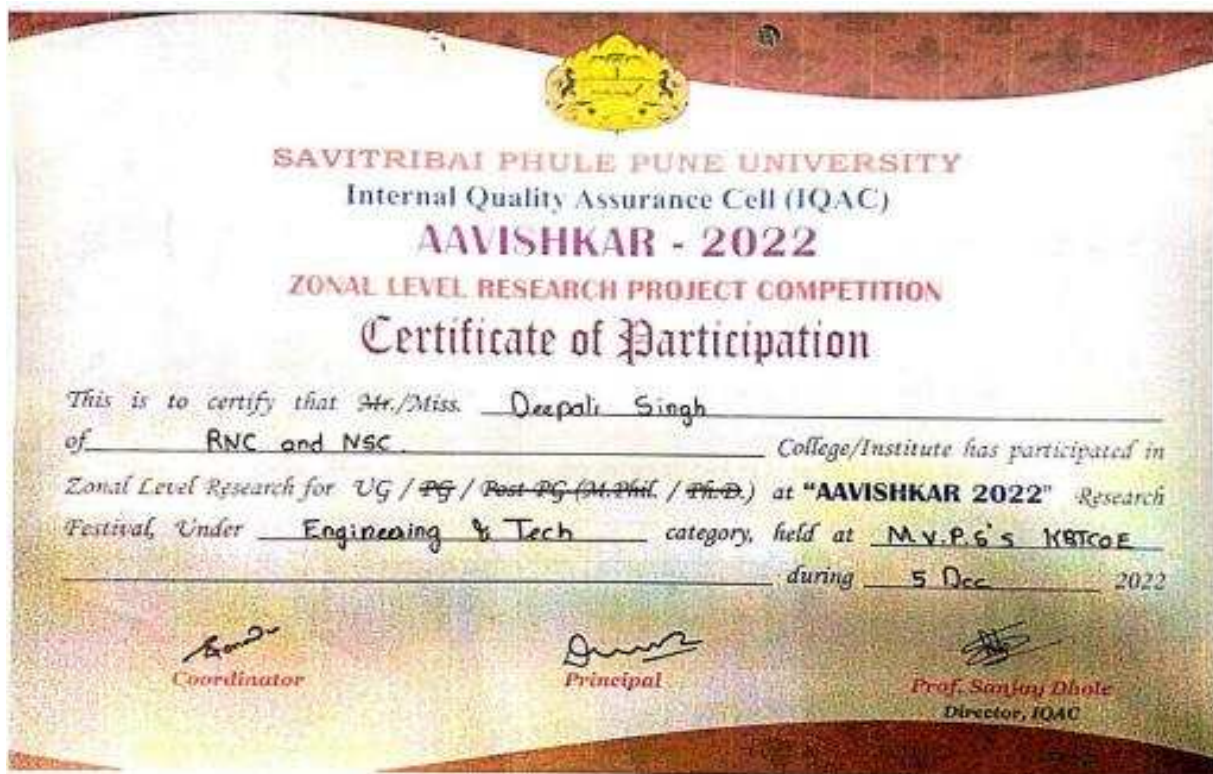 SAVITRIBAI PHULE PUNE UNIVERSITY
Internal Quality Assurance Cell (IQAC)
AAVISHKAR - 2022
ZONAL LEVEL RESEARCH PROJECT COMPETITION
Certificate of Participation
This is to certify that Mr./Miss. Deepali Singh
of RNC and NSC. College/Institute has participated in
Zonal Level Research for UG / PG / Post PG (M.Phil. / Ph.D.) at "AAVISHKAR 2022" Research
Festival, Under Engineering & Tech category, held at M.V.P.S's KBTCOE
during 5 Dec 2022
Coordinator
Principal
Prof. Sanjay Dhole
Director, IQAC